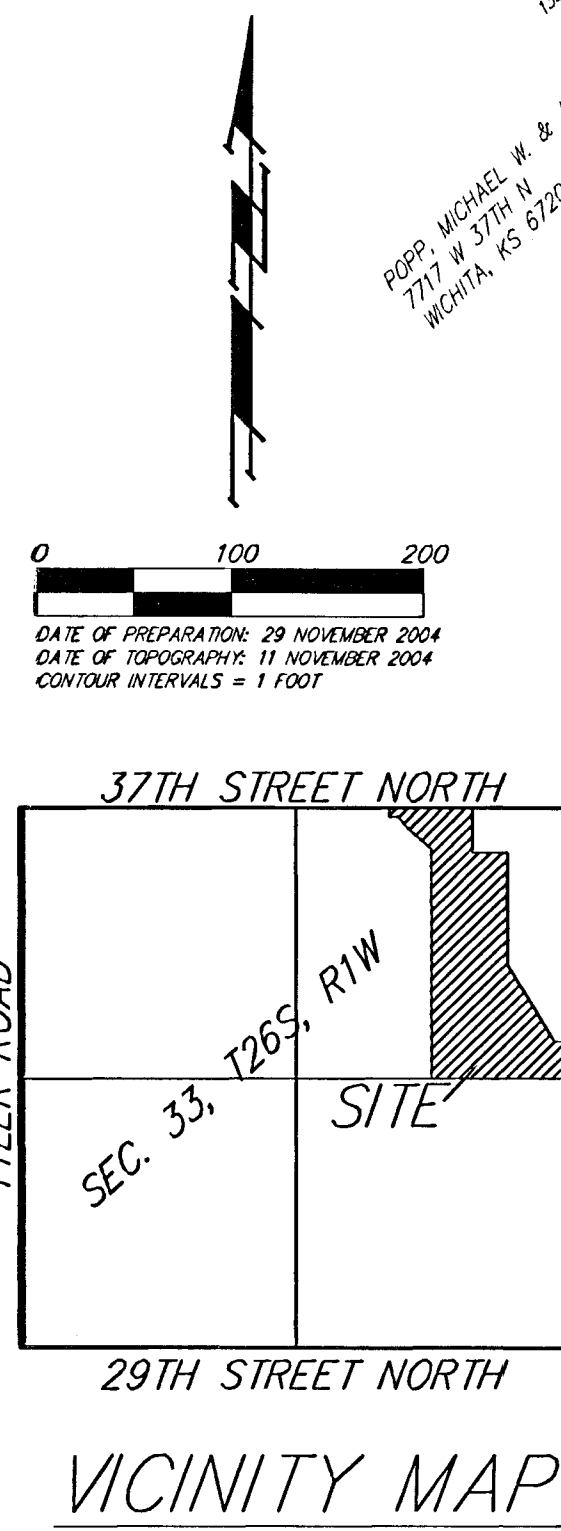 POPP, MICHAEL W. &
7717 W 37TH N
WICHITA, KS
0 100 200
DATE OF PREPARATION: 29 NOVEMBER 2004
DATE OF TOPOGRAPHY: 11 NOVEMBER 2004
CONTOUR INTERVALS = 1 FOOT
37TH STREET NORTH
ROAD
SEC. 33, T26S, R1W
SITE
29TH STREET NORTH
VICINITY MAP